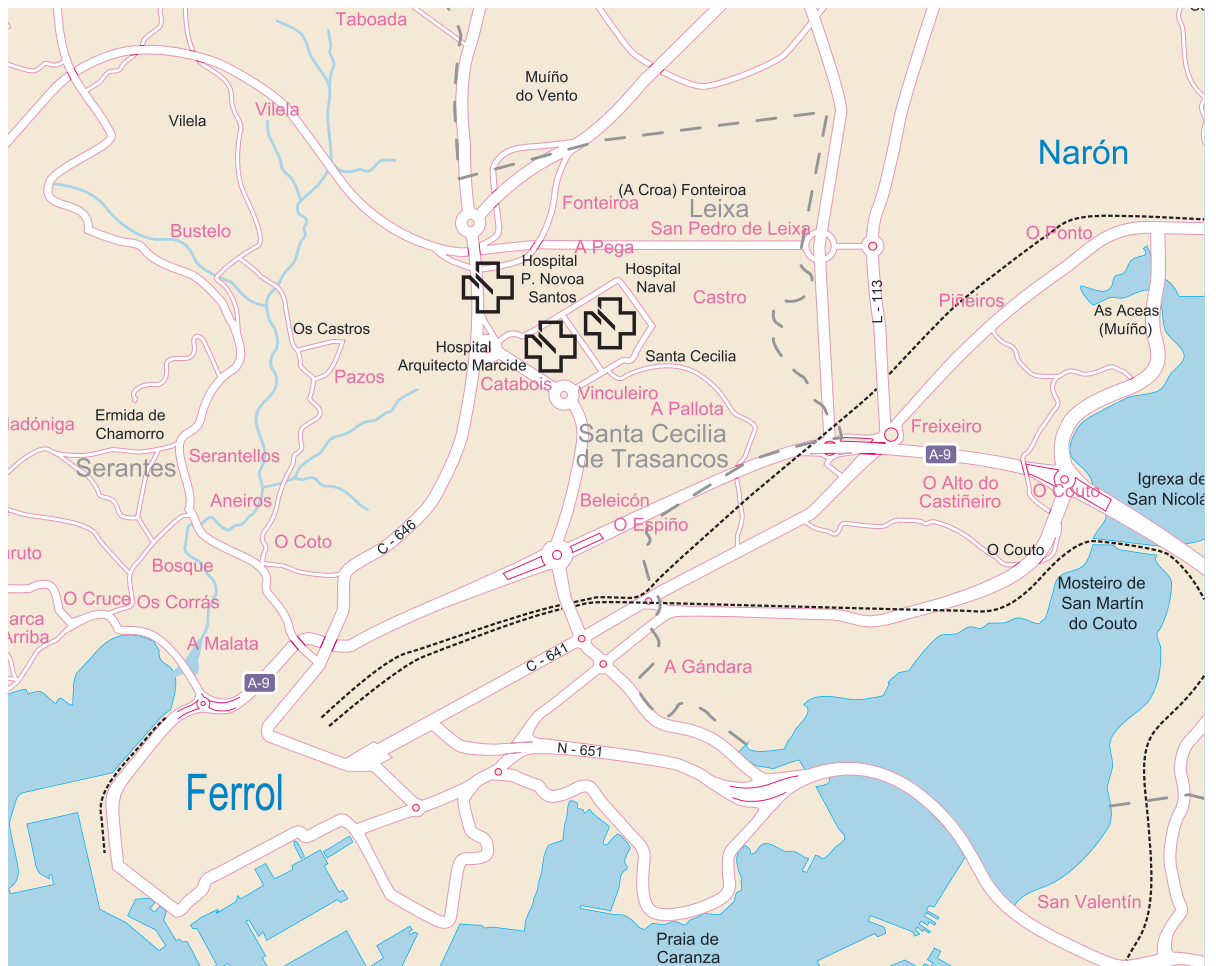 Taboada
Muíño
do Vento
Vilela
Vilela
Narón
(A Croa) Fonteiroa
Fonteiroa
Leixa
San Pedro de Leixa
Bustelo
O Ponto
A Pega
Hospital
P. Novoa
Santos
Hospital
Naval
Castro
L - 113
Piñeiros
As Aceas
(Muíño)
Os Castros
Hospital
Arquitecto Marcide
Santa Cecilia
Pazos
Catabois
Vinculeiro
A Pallota
Ermida de
Chamorro
ladóniga
Freixeiro
Santa Cecilia
de Trasancos
A-9
Serantellos
Serantes
O Alto do
Castiñeiro
O Couto
Igrexa de
San Nicolá
Aneiros
Beleicón
O Espiño
C - 646
O Coto
O Couto
uruto
Bosque
Mosteiro de
San Martín
do Couto
O Cruce
Os Corrás
arca
Arriba
A Malata
C - 641
A Gándara
A-9
N - 651
Ferrol
San Valentín
Praia de
Caranza